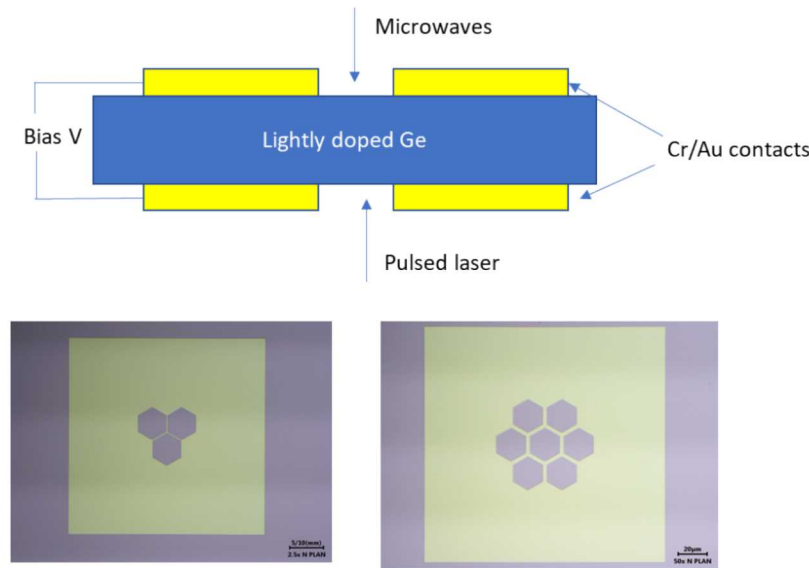 Microwaves
Bias V
Lightly doped Ge
Cr/Au contacts
Pulsed laser
5/10(mm)
2.5x N PLAN
20μm
50x N PLAN